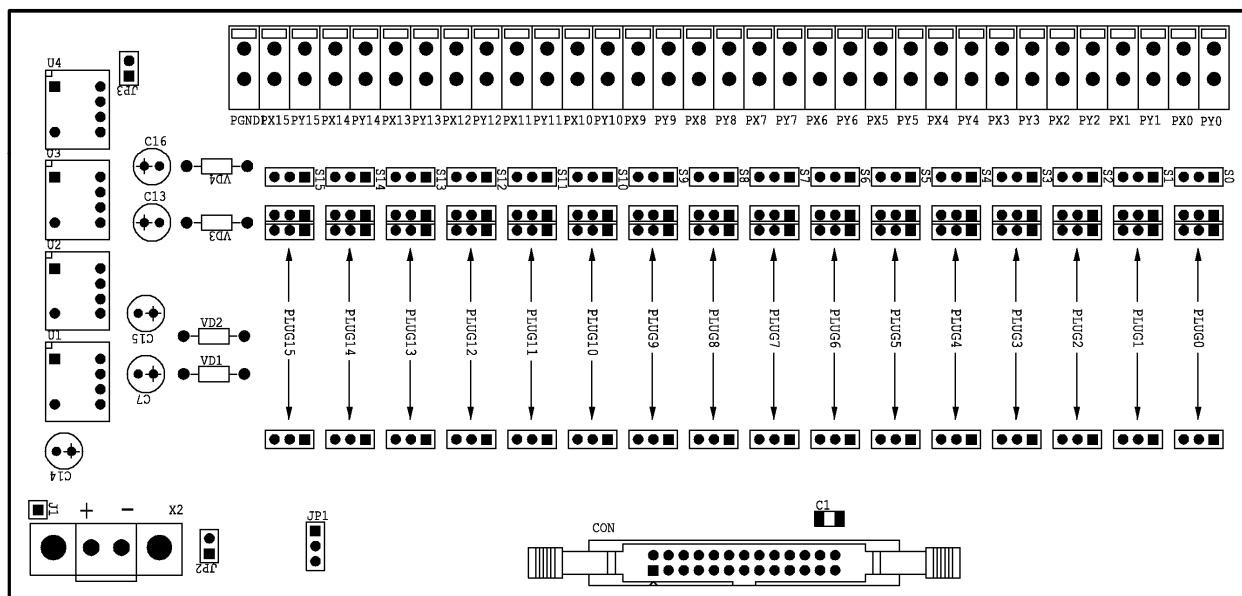 U4
JP3
PGND PX15 PY15 PX14 PY14 PX13 PY13 PX12 PY12 PX11 PY11 PX10 PY10 PX9 PY9 PX8 PY8 PX7 PY7 PX6 PY6 PX5 PY5 PX4 PY4 PX3 PY3 PX2 PY2 PX1 PY1 PX0 PY0
U3
C16
VD4
S15 S14 S13 S12 S11 S10 S9 S8 S7 S6 S5 S4 S3 S2 S1 S0
C13
VD3
U2
C15
VD2
PLUG15 PLUG14 PLUG13 PLUG12 PLUG11 PLUG10 PLUG9 PLUG8 PLUG7 PLUG6 PLUG5 PLUG4 PLUG3 PLUG2 PLUG1 PLUG0
U1
VD1
C7
C14
J1 + − X2
JP2
JP1
CON
C1